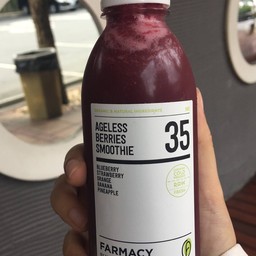 AGELESS
BERRIES
SMOOTHIE
35
BLUEBERRY
STRAWBERRY
ORANGE
BANANA
PINEAPPLE
FARMACY